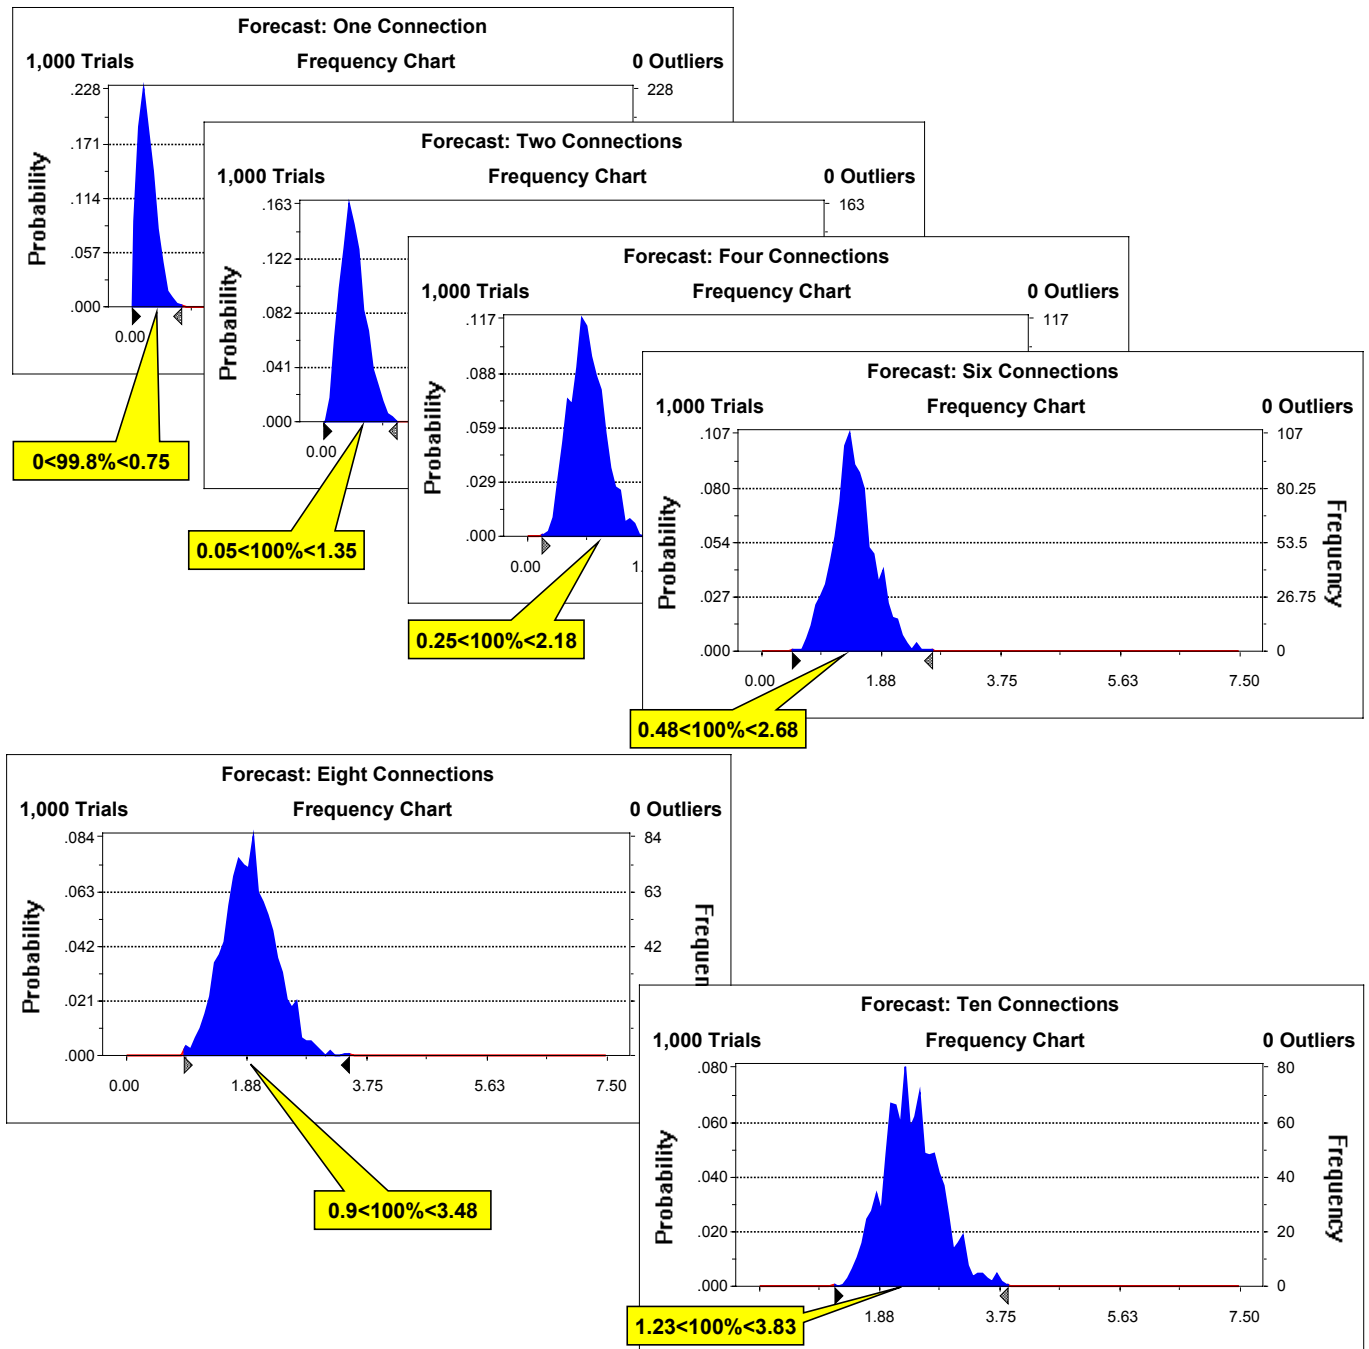 Forecast: One Connection
1,000 Trials Frequency Chart 0 Outliers
.228 228
.171
.114
.057
.000
Probability
0.00
0<99.8%<0.75
Forecast: Two Connections
1,000 Trials Frequency Chart 0 Outliers
.163 163
.122
.082
.041
.000
Probability
0.00
0.05<100%<1.35
Forecast: Four Connections
1,000 Trials Frequency Chart 0 Outliers
.117 117
.088
.059
.029
.000
Probability
0.00 1.
0.25<100%<2.18
Forecast: Six Connections
1,000 Trials Frequency Chart 0 Outliers
.107 107
.080 80.25
.054 53.5
.027 26.75
.000 0
Probability
Frequency
0.00 1.88 3.75 5.63 7.50
0.48<100%<2.68
Forecast: Eight Connections
1,000 Trials Frequency Chart 0 Outliers
.084 84
.063 63
.042 42
.021
.000
Probability
Frequen
0.00 1.88 3.75 5.63 7.50
0.9<100%<3.48
Forecast: Ten Connections
1,000 Trials Frequency Chart 0 Outliers
.080 80
.060 60
.040 40
.020 20
.000 0
Probability
Frequency
1.88 3.75 5.63 7.50
1.23<100%<3.83